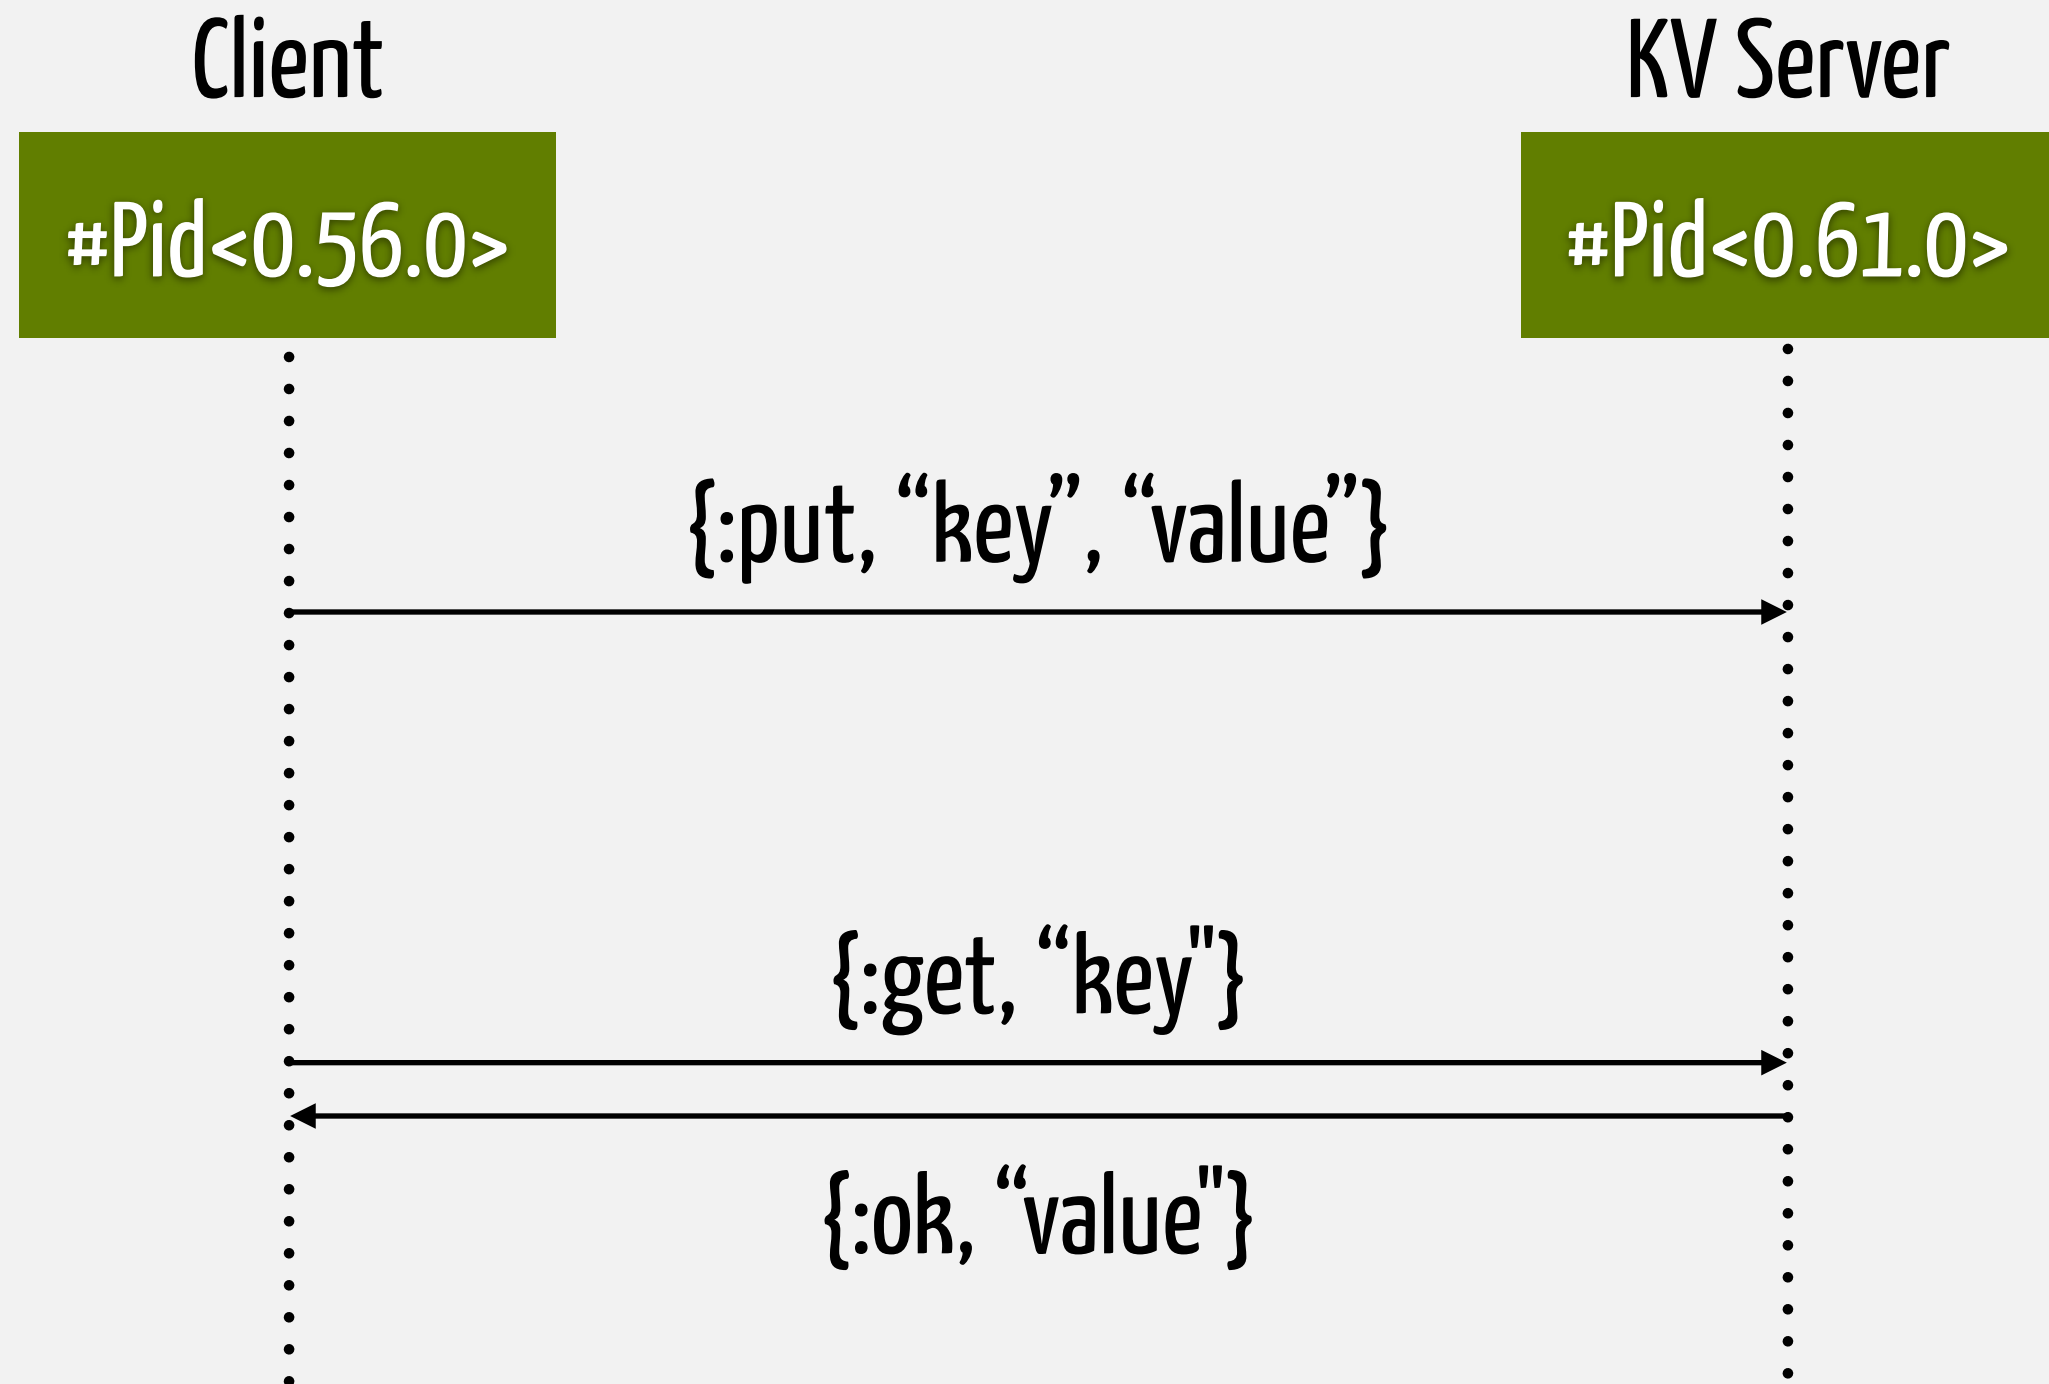 Client
KV Server
#Pid<0.56.0>
#Pid<0.61.0>
{:put, “key”, “value”}
{:get, “key"}
{:ok, “value"}